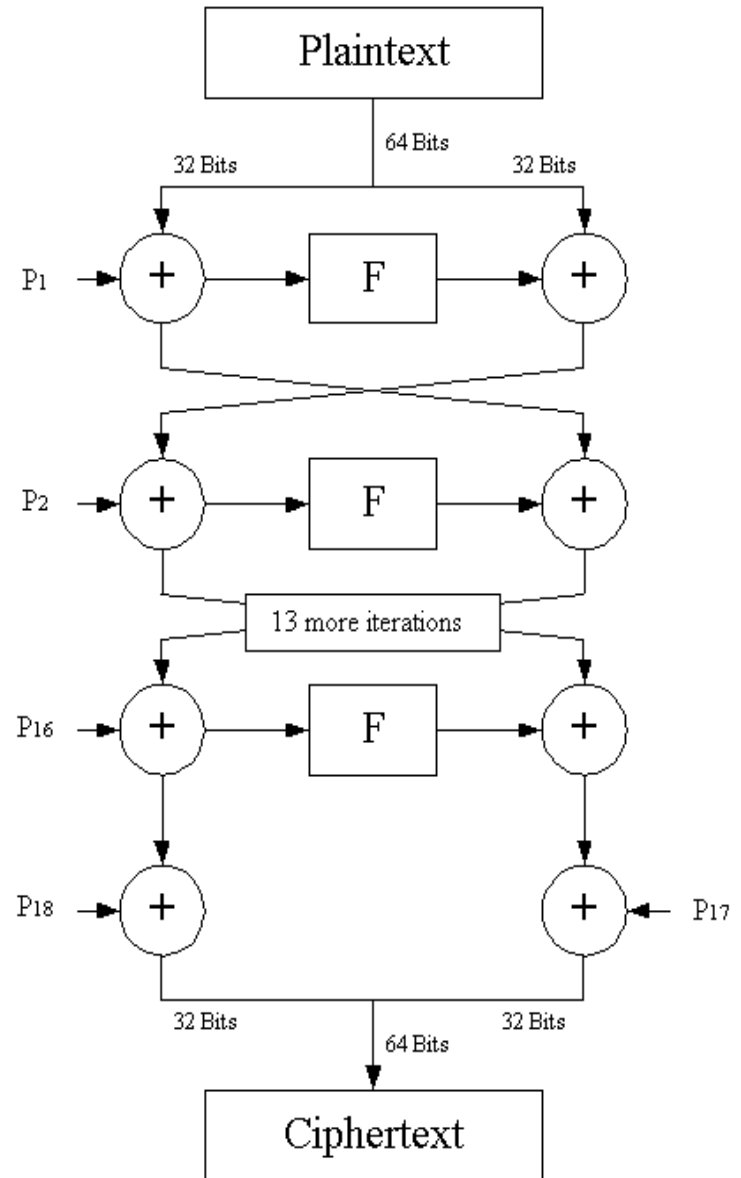 Plaintext
64 Bits
32 Bits
32 Bits
P1
+
F
+
P2
+
F
+
13 more iterations
P16
+
F
+
P18
+
+
P17
32 Bits
32 Bits
64 Bits
Ciphertext